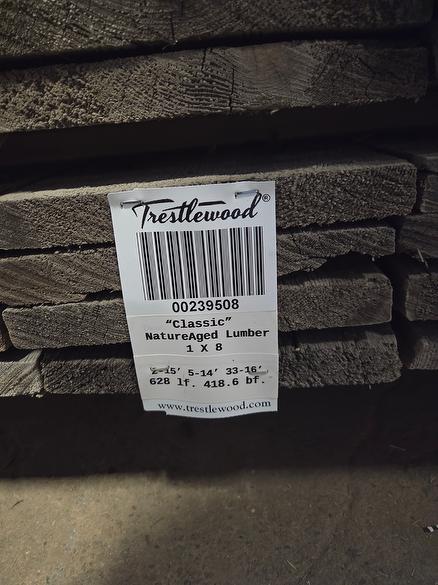 Trestlewood®
00239508
"Classic"
NatureAged Lumber
1 X 8
2-15' 5-14' 33-16'
628 lf. 418.6 bf.
www.trestlewood.com